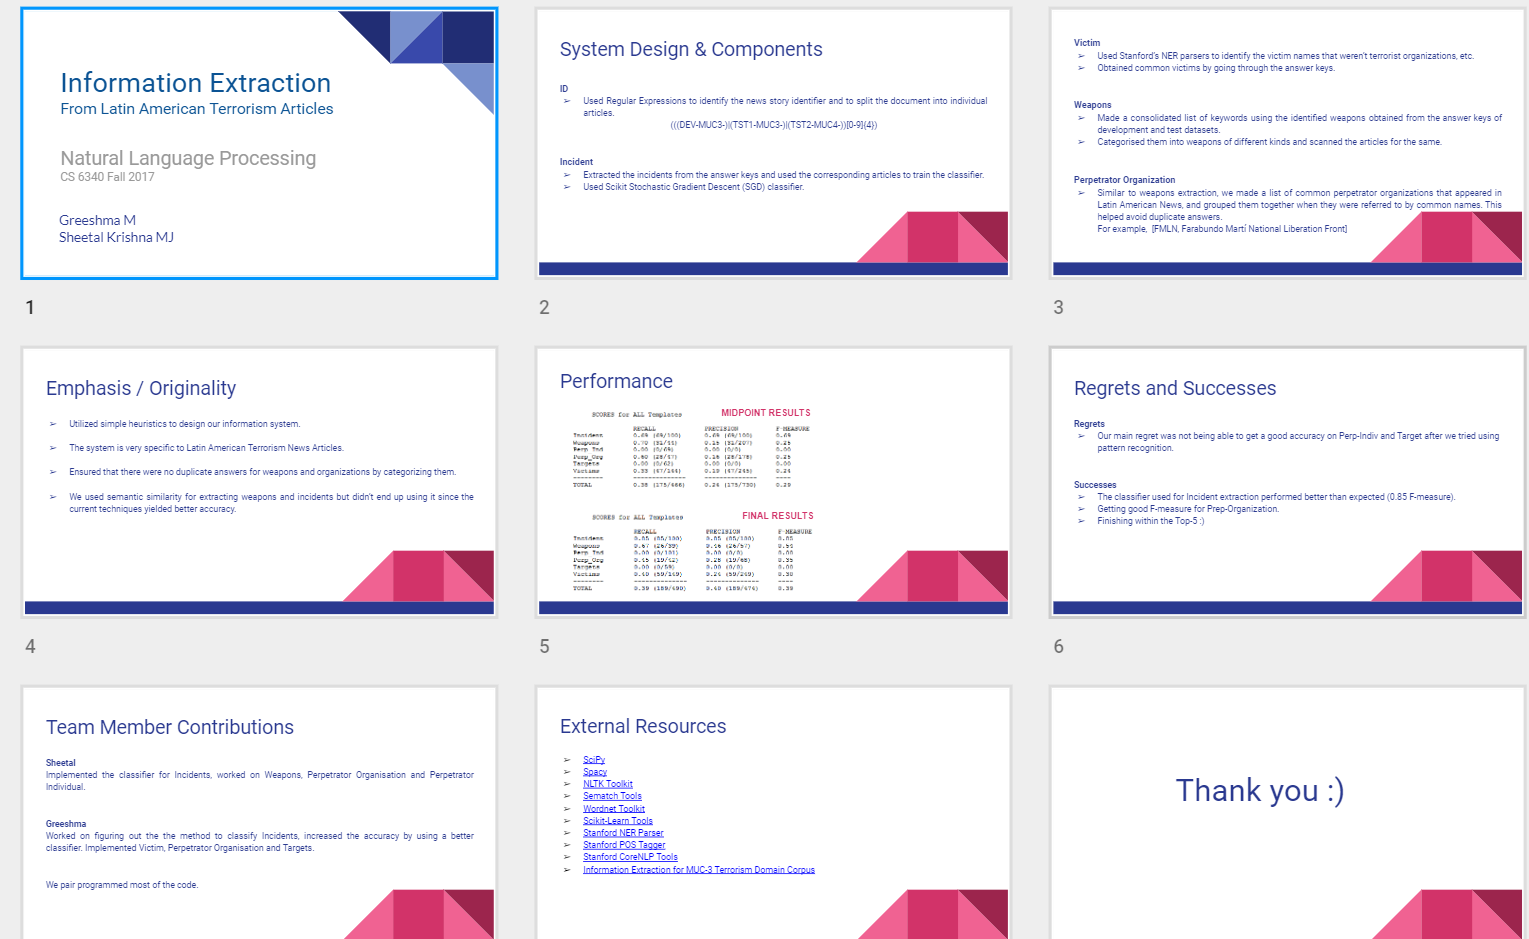 Information Extraction
From Latin American Terrorism Articles
Natural Language Processing
CS 6340 Fall 2017
Greeshma M
Sheetal Krishna MJ
1
System Design & Components
ID
➢ Used Regular Expressions to identify the news story identifier and to split the document into individual
articles.
(((DEV-MUC3-)|(TST1-MUC3-)|(TST2-MUC4-))[0-9]{4})
Incident
➢ Extracted the incidents from the answer keys and used the corresponding articles to train the classifier.
➢ Used Scikit Stochastic Gradient Descent (SGD) classifier.
2
Victim
➢ Used Stanford's NER parsers to identify the victim names that weren't terrorist organizations, etc.
➢ Obtained common victims by going through the answer keys.
Weapons
➢ Made a consolidated list of keywords using the identified weapons obtained from the answer keys of
development and test datasets.
➢ Categorised them into weapons of different kinds and scanned the articles for the same.
Perpetrator Organization
➢ Similar to weapons extraction, we made a list of common perpetrator organizations that appeared in
Latin American News, and grouped them together when they were referred to by common names. This
helped avoid duplicate answers.
For example, [FMLN, Farabundo Martí National Liberation Front]
3
Emphasis / Originality
➢ Utilized simple heuristics to design our information system.
➢ The system is very specific to Latin American Terrorism News Articles.
➢ Ensured that there were no duplicate answers for weapons and organizations by categorizing them.
➢ We used semantic similarity for extracting weapons and incidents but didn't end up using it since the
current techniques yielded better accuracy.
4
Performance
SCORES for ALL Templates MIDPOINT RESULTS
RECALL PRECISION F-MEASURE
Incident 0.69 (69/100) 0.69 (69/100) 0.69
Weapons 0.70 (31/44) 0.15 (31/207) 0.25
Perp_Ind 0.00 (0/69) 0.00 (0/0) 0.00
Perp_Org 0.60 (28/47) 0.16 (28/178) 0.25
Targets 0.00 (0/62) 0.00 (0/0) 0.00
Victims 0.33 (47/144) 0.19 (47/245) 0.24
-------- -------------- -------------- ----
TOTAL 0.38 (175/466) 0.24 (175/730) 0.29
SCORES for ALL Templates FINAL RESULTS
RECALL PRECISION F-MEASURE
Incident 0.85 (85/100) 0.85 (85/100) 0.85
Weapons 0.67 (26/39) 0.46 (26/57) 0.54
Perp_Ind 0.00 (0/101) 0.00 (0/0) 0.00
Perp_Org 0.45 (19/42) 0.28 (19/68) 0.35
Targets 0.00 (0/59) 0.00 (0/0) 0.00
Victims 0.40 (59/149) 0.24 (59/249) 0.30
-------- -------------- -------------- ----
TOTAL 0.39 (189/490) 0.40 (189/474) 0.39
5
Regrets and Successes
Regrets
➢ Our main regret was not being able to get a good accuracy on Perp-Indiv and Target after we tried using
pattern recognition.
Successes
➢ The classifier used for Incident extraction performed better than expected (0.85 F-measure).
➢ Getting good F-measure for Prep-Organization.
➢ Finishing within the Top-5 :)
6
Team Member Contributions
Sheetal
Implemented the classifier for Incidents, worked on Weapons, Perpetrator Organisation and Perpetrator
Individual.
Greeshma
Worked on figuring out the the method to classify Incidents, increased the accuracy by using a better
classifier. Implemented Victim, Perpetrator Organisation and Targets.
We pair programmed most of the code.
External Resources
➢ SciPy
➢ Spacy
➢ NLTK Toolkit
➢ Sematch Tools
➢ Wordnet Toolkit
➢ Scikit-Learn Tools
➢ Stanford NER Parser
➢ Stanford POS Tagger
➢ Stanford CoreNLP Tools
➢ Information Extraction for MUC-3 Terrorism Domain Corpus
Thank you :)